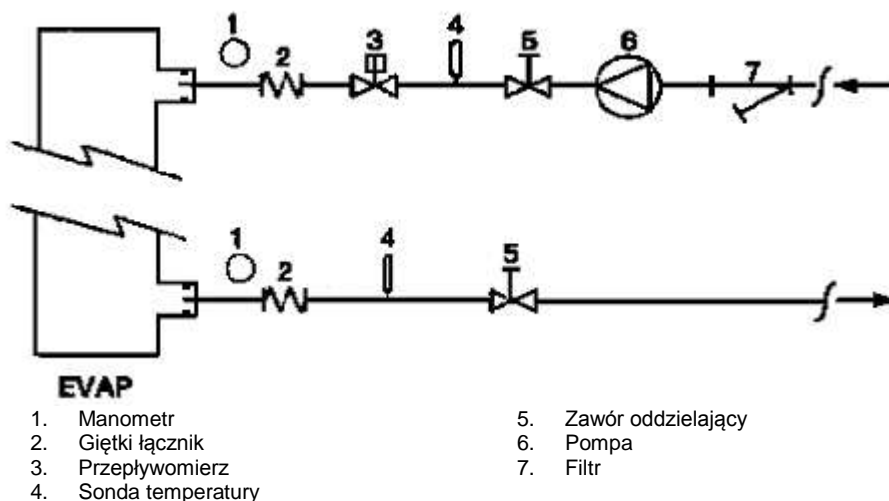 1 2 3 4 5 6 7
1 2 4 5
EVAP
1. Manometr
2. Giętki łącznik
3. Przepływomierz
4. Sonda temperatury
5. Zawór oddzielający
6. Pompa
7. Filtr